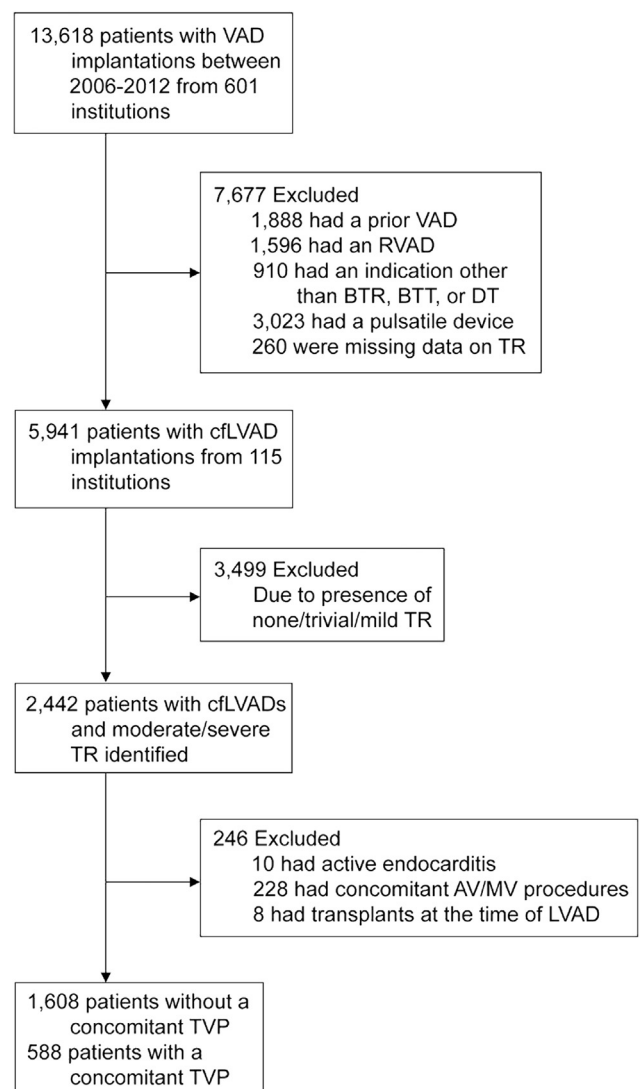 13,618 patients with VAD
implantations between
2006-2012 from 601
institutions
7,677 Excluded
1,888 had a prior VAD
1,596 had an RVAD
910 had an indication other
than BTR, BTT, or DT
3,023 had a pulsatile device
260 were missing data on TR
5,941 patients with cfLVAD
implantations from 115
institutions
3,499 Excluded
Due to presence of
none/trivial/mild TR
2,442 patients with cfLVADs
and moderate/severe
TR identified
246 Excluded
10 had active endocarditis
228 had concomitant AV/MV procedures
8 had transplants at the time of LVAD
1,608 patients without a
concomitant TVP
588 patients with a
concomitant TVP